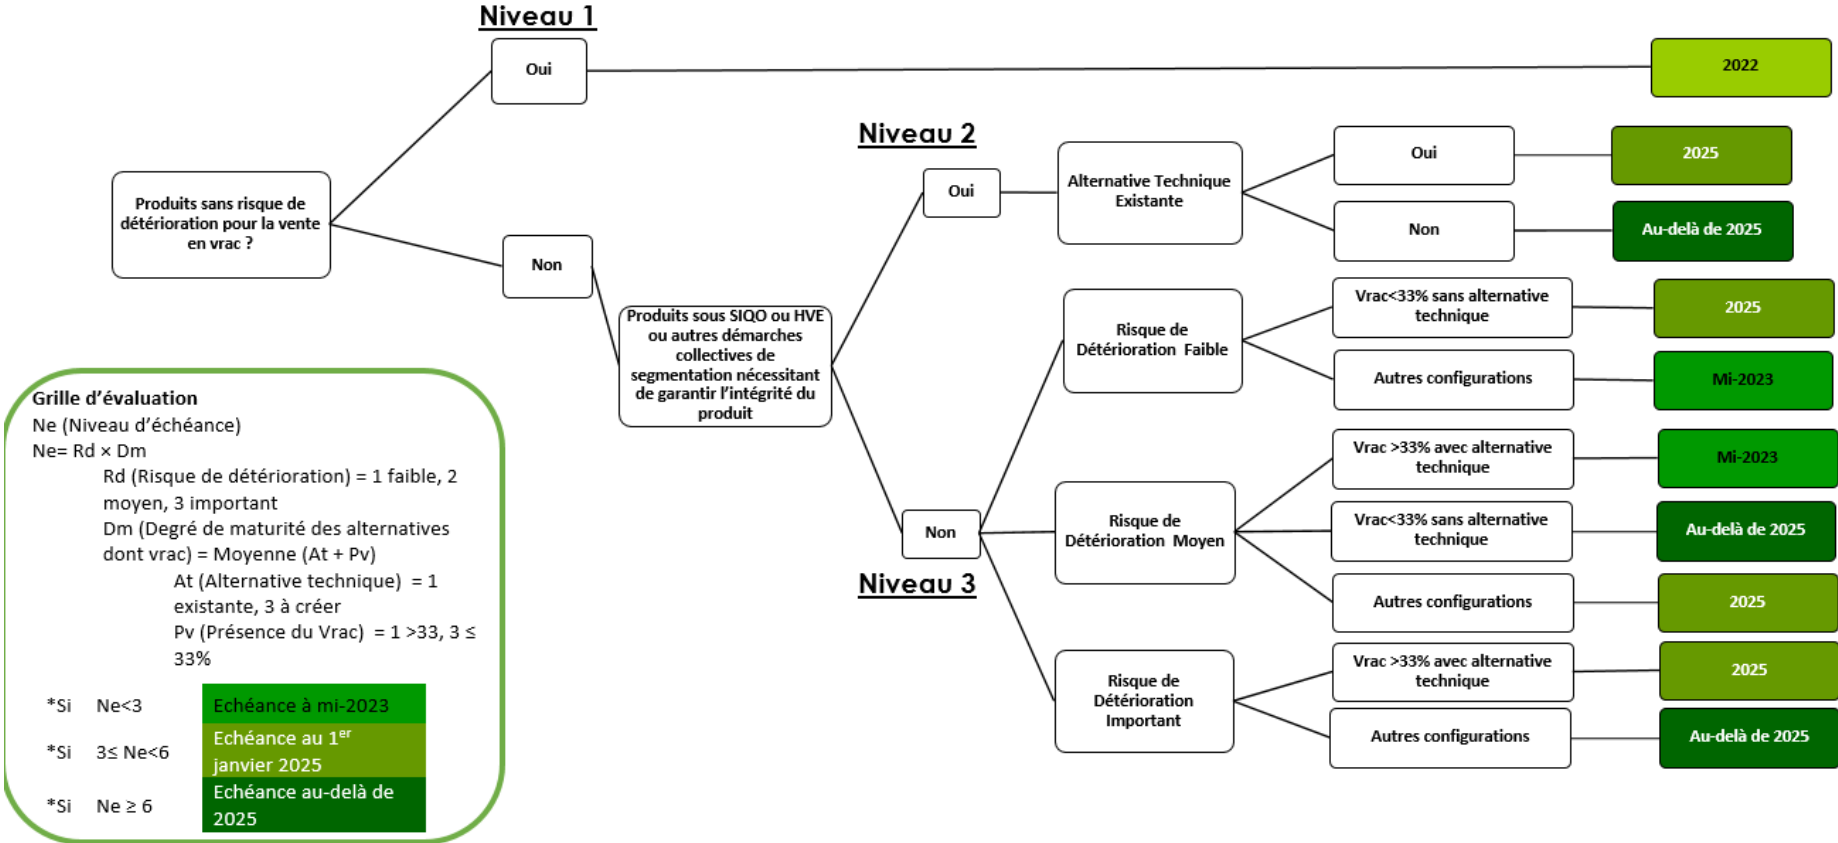 Niveau 1
Oui
2022
Produits sans risque de
détérioration pour la vente
en vrac ?
Non
Niveau 2
Produits sous SIQO ou HVE
ou autres démarches
collectives de
segmentation nécessitant
de garantir l’intégrité du
produit
Oui
Alternative Technique
Existante
Oui
2025
Non
Au-delà de 2025
Non
Niveau 3
Risque de
Détérioration Faible
Vrac<33% sans alternative
technique
2025
Autres configurations
Mi-2023
Risque de
Détérioration Moyen
Vrac >33% avec alternative
technique
Mi-2023
Vrac<33% sans alternative
technique
Au-delà de 2025
Autres configurations
2025
Risque de
Détérioration
Important
Vrac >33% avec alternative
technique
2025
Autres configurations
Au-delà de 2025
Grille d’évaluation
Ne (Niveau d’échéance)
Ne= Rd × Dm
Rd (Risque de détérioration) = 1 faible, 2
moyen, 3 important
Dm (Degré de maturité des alternatives
dont vrac) = Moyenne (At + Pv)
At (Alternative technique) = 1
existante, 3 à créer
Pv (Présence du Vrac) = 1 >33, 3 ≤
33%
*Si Ne<3 Echéance à mi-2023
*Si 3≤ Ne<6 Echéance au 1er
janvier 2025
*Si Ne ≥ 6 Echéance au-delà de
2025